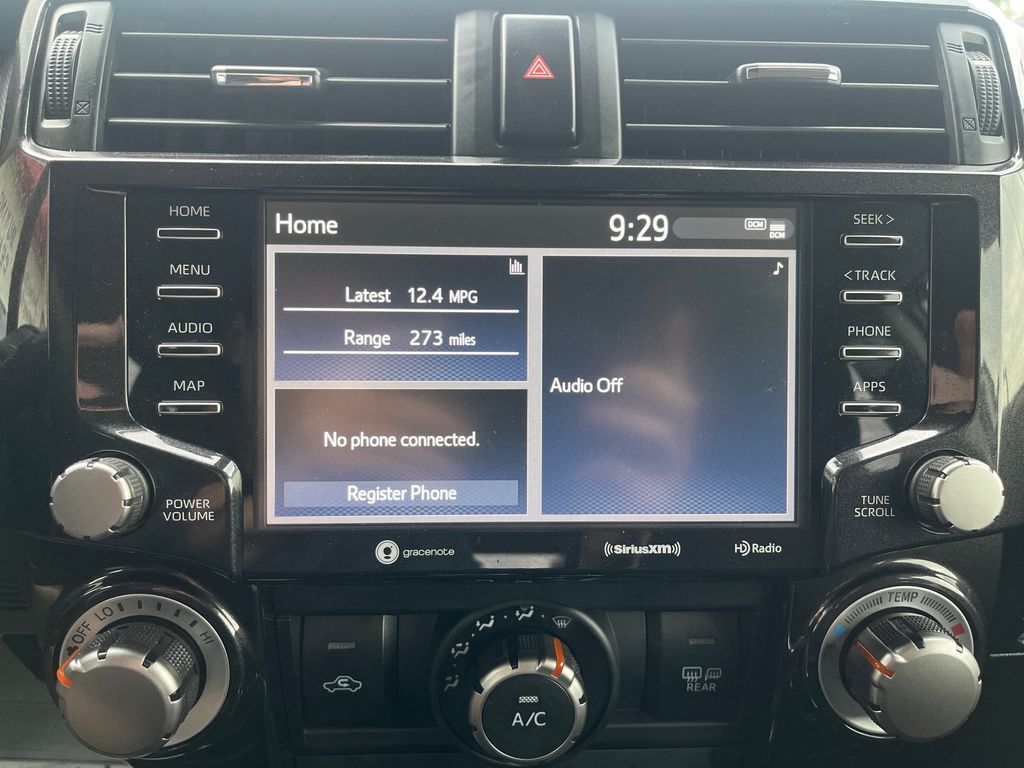 HOME
MENU
AUDIO
MAP
POWER
VOLUME
Home
9:29
DCM
DCM
Latest 12.4 MPG
Range 273 miles
No phone connected.
Register Phone
Audio Off
SEEK >
< TRACK
PHONE
APPS
TUNE
SCROLL
gracenote
((SiriusXM))
HD Radio
OFF LO HI
A/C
REAR
TEMP